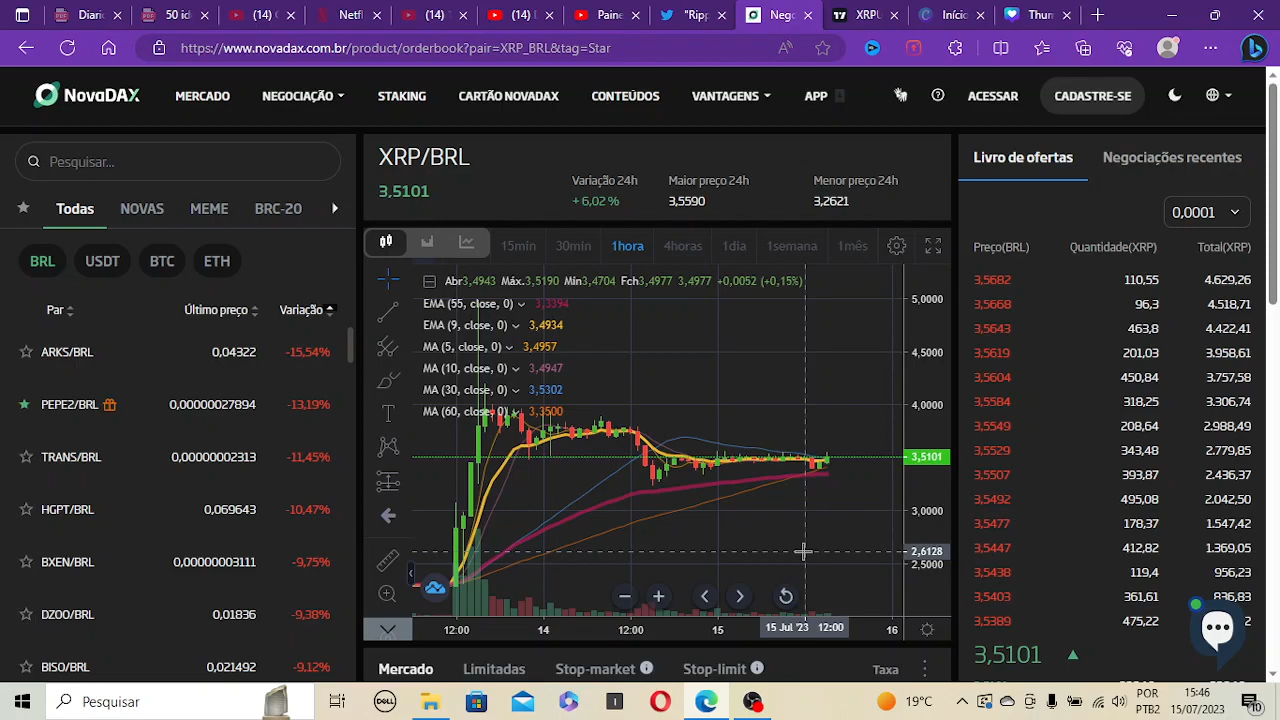 Diaric
50 id
(14) (
Netfl
(14) 1
(14) [
Paine
"Ripp
Nego
XRPU
Início
Thun
https://www.novadax.com.br/product/orderbook?pair=XRP_BRL&tag=Star
NovaDAX
MERCADO
NEGOCIAÇÃO
STAKING
CARTÃO NOVADAX
CONTEÚDOS
VANTAGENS
APP
ACESSAR
CADASTRE-SE
Pesquisar...
Todas
NOVAS
MEME
BRC-20
BRL
USDT
BTC
ETH
Par
Último preço
Variação
ARKS/BRL 0,04322 -15,54%
PEPE2/BRL 0,00000027894 -13,19%
TRANS/BRL 0,000000002313 -11,45%
HGPT/BRL 0,069643 -10,47%
BXEN/BRL 0,00000003111 -9,75%
DZOO/BRL 0,01836 -9,38%
BISO/BRL 0,021492 -9,12%
XRP/BRL
3,5101
Variação 24h
+ 6,02 %
Maior preço 24h
3,5590
Menor preço 24h
3,2621
15min
30min
1hora
4horas
1dia
1semana
1mês
Abr3,4943 Máx.3,5190 Mín3,4704 Fch3,4977 3,4977 +0,0052 (+0,15%)
EMA (55, close, 0) 3,3394
EMA (9, close, 0) 3,4934
MA (5, close, 0) 3,4957
MA (10, close, 0) 3,4947
MA (30, close, 0) 3,5302
MA (60, close, 0) 3,3500
5,0000
4,5000
4,0000
3,5101
3,0000
2,6128
2,5000
12:00
14
12:00
15
15 Jul '23 12:00
16
Mercado
Limitadas
Stop-market
Stop-limit
Taxa
Livro de ofertas
Negociações recentes
0,0001
Preço(BRL) Quantidade(XRP) Total(XRP)
3,5682 110,55 4.629,26
3,5668 96,3 4.518,71
3,5643 463,8 4.422,41
3,5619 201,03 3.958,61
3,5604 450,84 3.757,58
3,5584 318,25 3.306,74
3,5549 208,64 2.988,49
3,5529 343,48 2.779,85
3,5507 393,87 2.436,37
3,5492 495,08 2.042,50
3,5477 178,37 1.547,42
3,5447 412,82 1.369,05
3,5438 119,4 956,23
3,5403 361,61 836,83
3,5389 475,22
3,5101
Pesquisar
DELL
19°C
POR
PTB2
5:46
15/07/2023
10